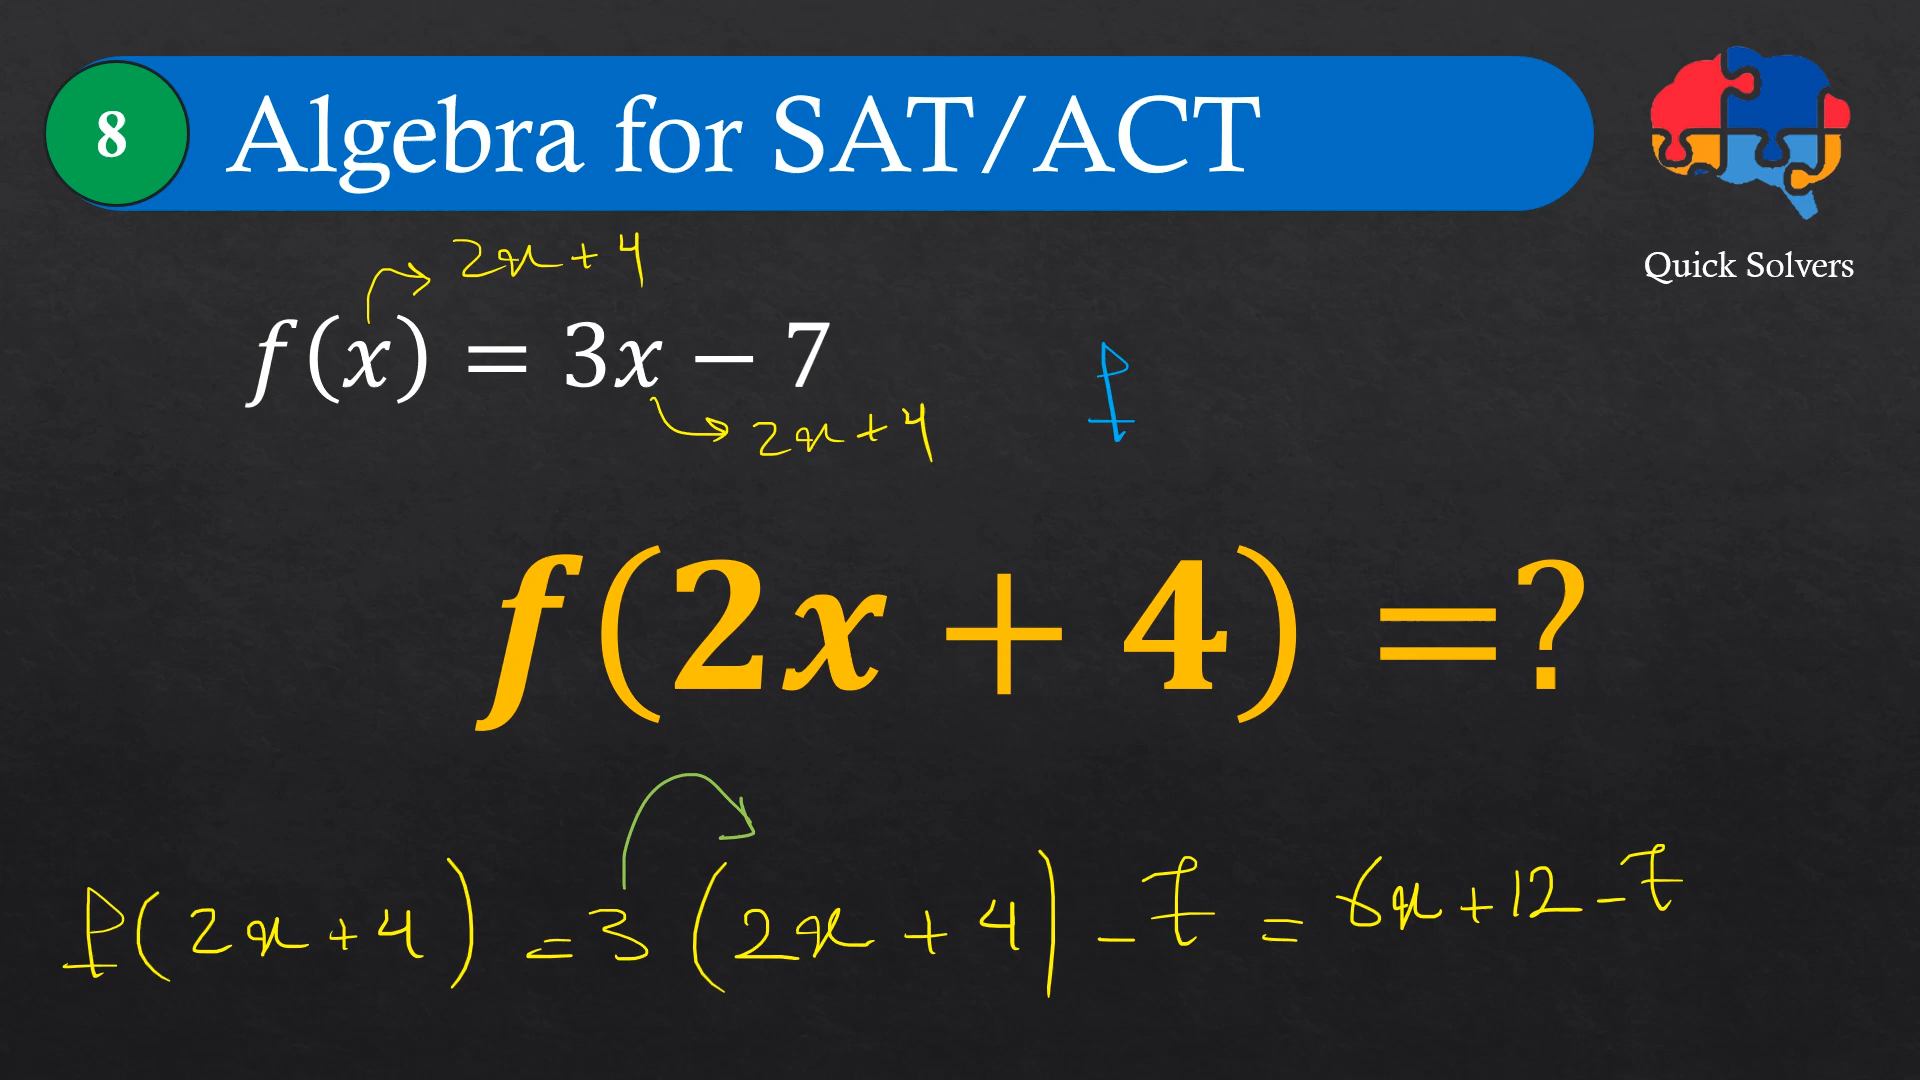 8 Algebra for SAT/ACT
Quick Solvers
2x + 4
f(x) = 3x − 7
2x + 4
f
f(2x + 4) =?
f(2x + 4) = 3(2x + 4) − 7 = 6x + 12 − 7